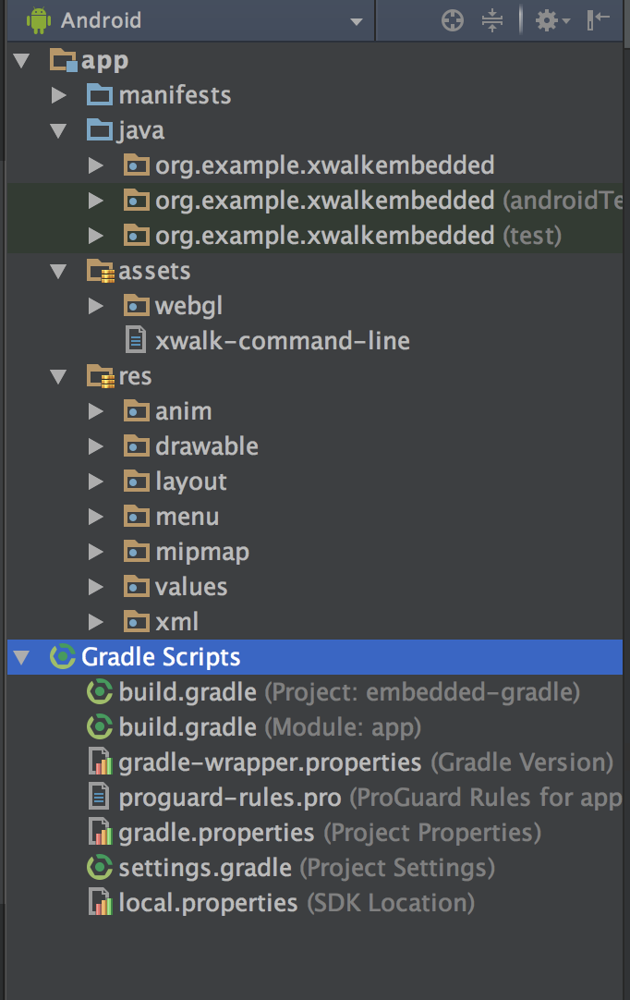 Android
app
manifests
java
org.example.xwalkembedded
org.example.xwalkembedded (androidTe
org.example.xwalkembedded (test)
assets
webgl
xwalk-command-line
res
anim
drawable
layout
menu
mipmap
values
xml
Gradle Scripts
build.gradle (Project: embedded-gradle)
build.gradle (Module: app)
gradle-wrapper.properties (Gradle Version)
proguard-rules.pro (ProGuard Rules for app
gradle.properties (Project Properties)
settings.gradle (Project Settings)
local.properties (SDK Location)